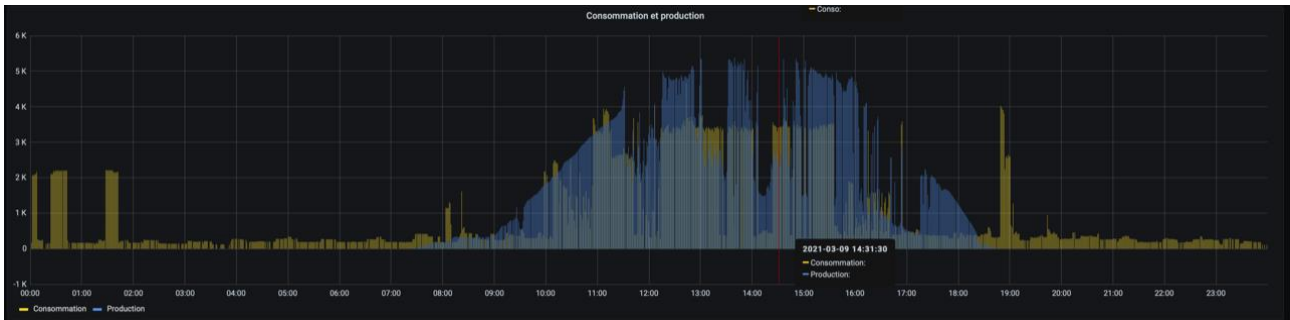 Consommation et production
Conso:
6 K
5 K
4 K
3 K
2 K
1 K
0
-1 K
2021-03-09 14:31:30
Consommation:
Production:
00:00 01:00 02:00 03:00 04:00 05:00 06:00 07:00 08:00 09:00 10:00 11:00 12:00 13:00 14:00 15:00 16:00 17:00 18:00 19:00 20:00 21:00 22:00 23:00
Consommation Production